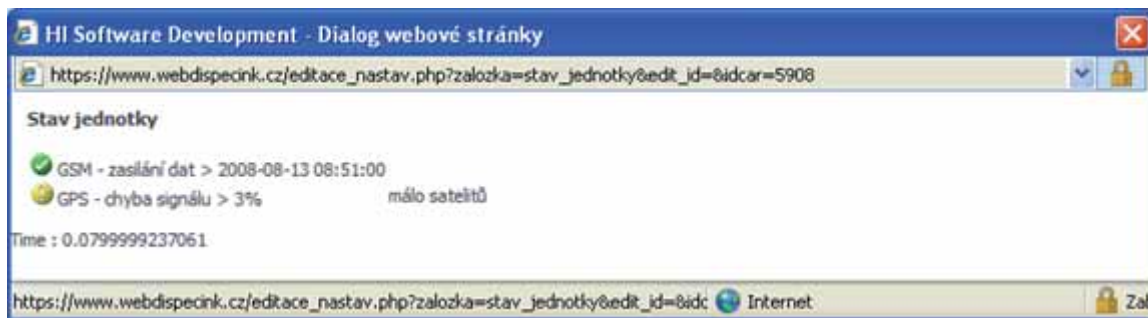 HI Software Development - Dialog webové stránky
https://www.webdispecink.cz/editace_nastav.php?zalozka=stav_jednotky&edit_id=&idcar=5908
Stav jednotky
GSM - zasílání dat > 2008-08-13 08:51:00
GPS - chyba signálu > 3% málo satelitů
Time : 0.0799999237061
https://www.webdispecink.cz/editace_nastav.php?zalozka=stav_jednotky&edit_id=&idc Internet Zal